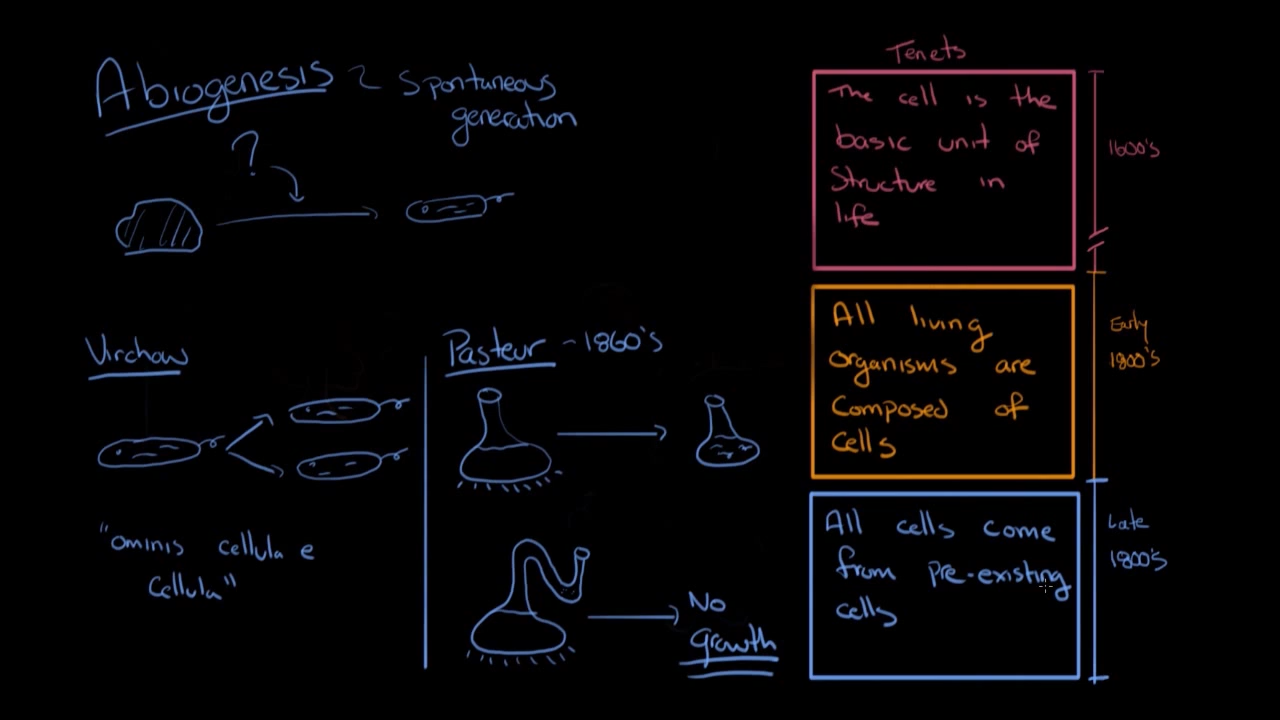 Abiogenesis ~ Spontaneous
generation
?
Virchow
"ominis cellula e
cellula"
Pasteur ~1860's
No
growth
Tenets
The cell is the
basic unit of
Structure in
life
1600's
All living
organisms are
Composed of
cells
Early
1800's
All cells come
from pre-existing
cells
Late
1800's